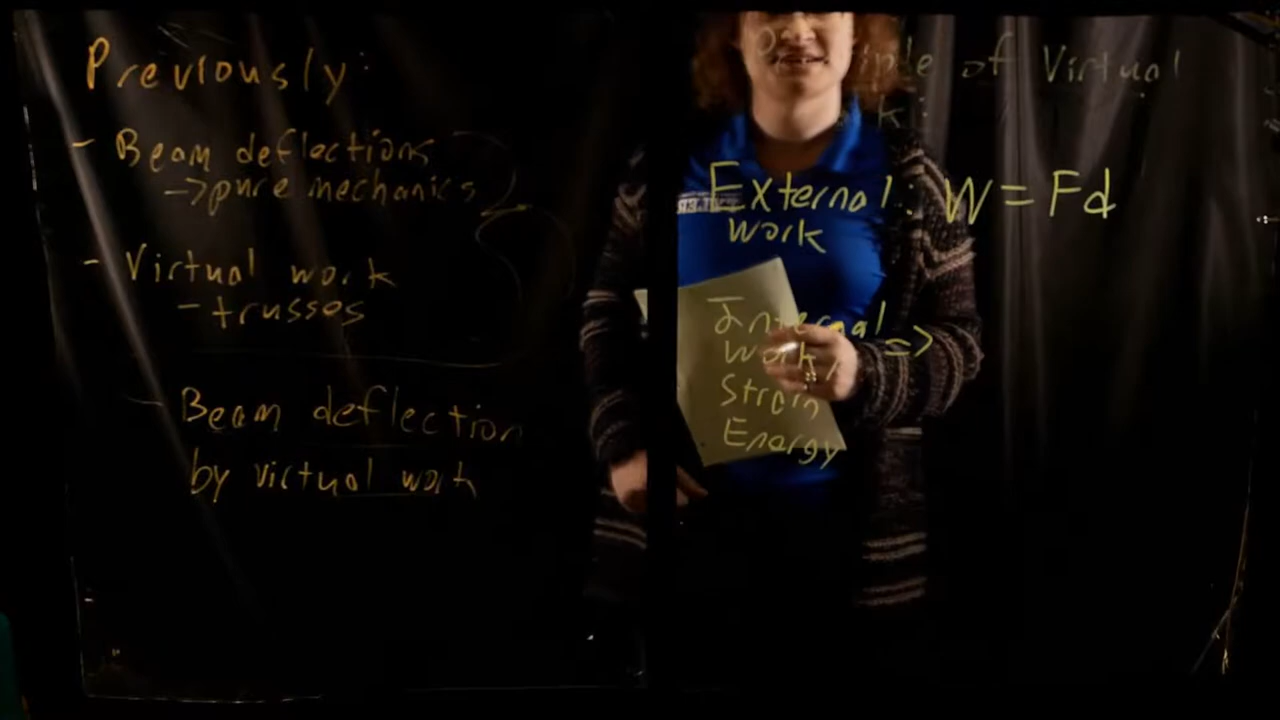 Previously:
- Beam deflections
-> pure mechanics
- Virtual work
- trusses
- Beam deflection
by virtual work
of Virtual
External: W = Fd
work
Internal =>
Work,
Strain
Energy